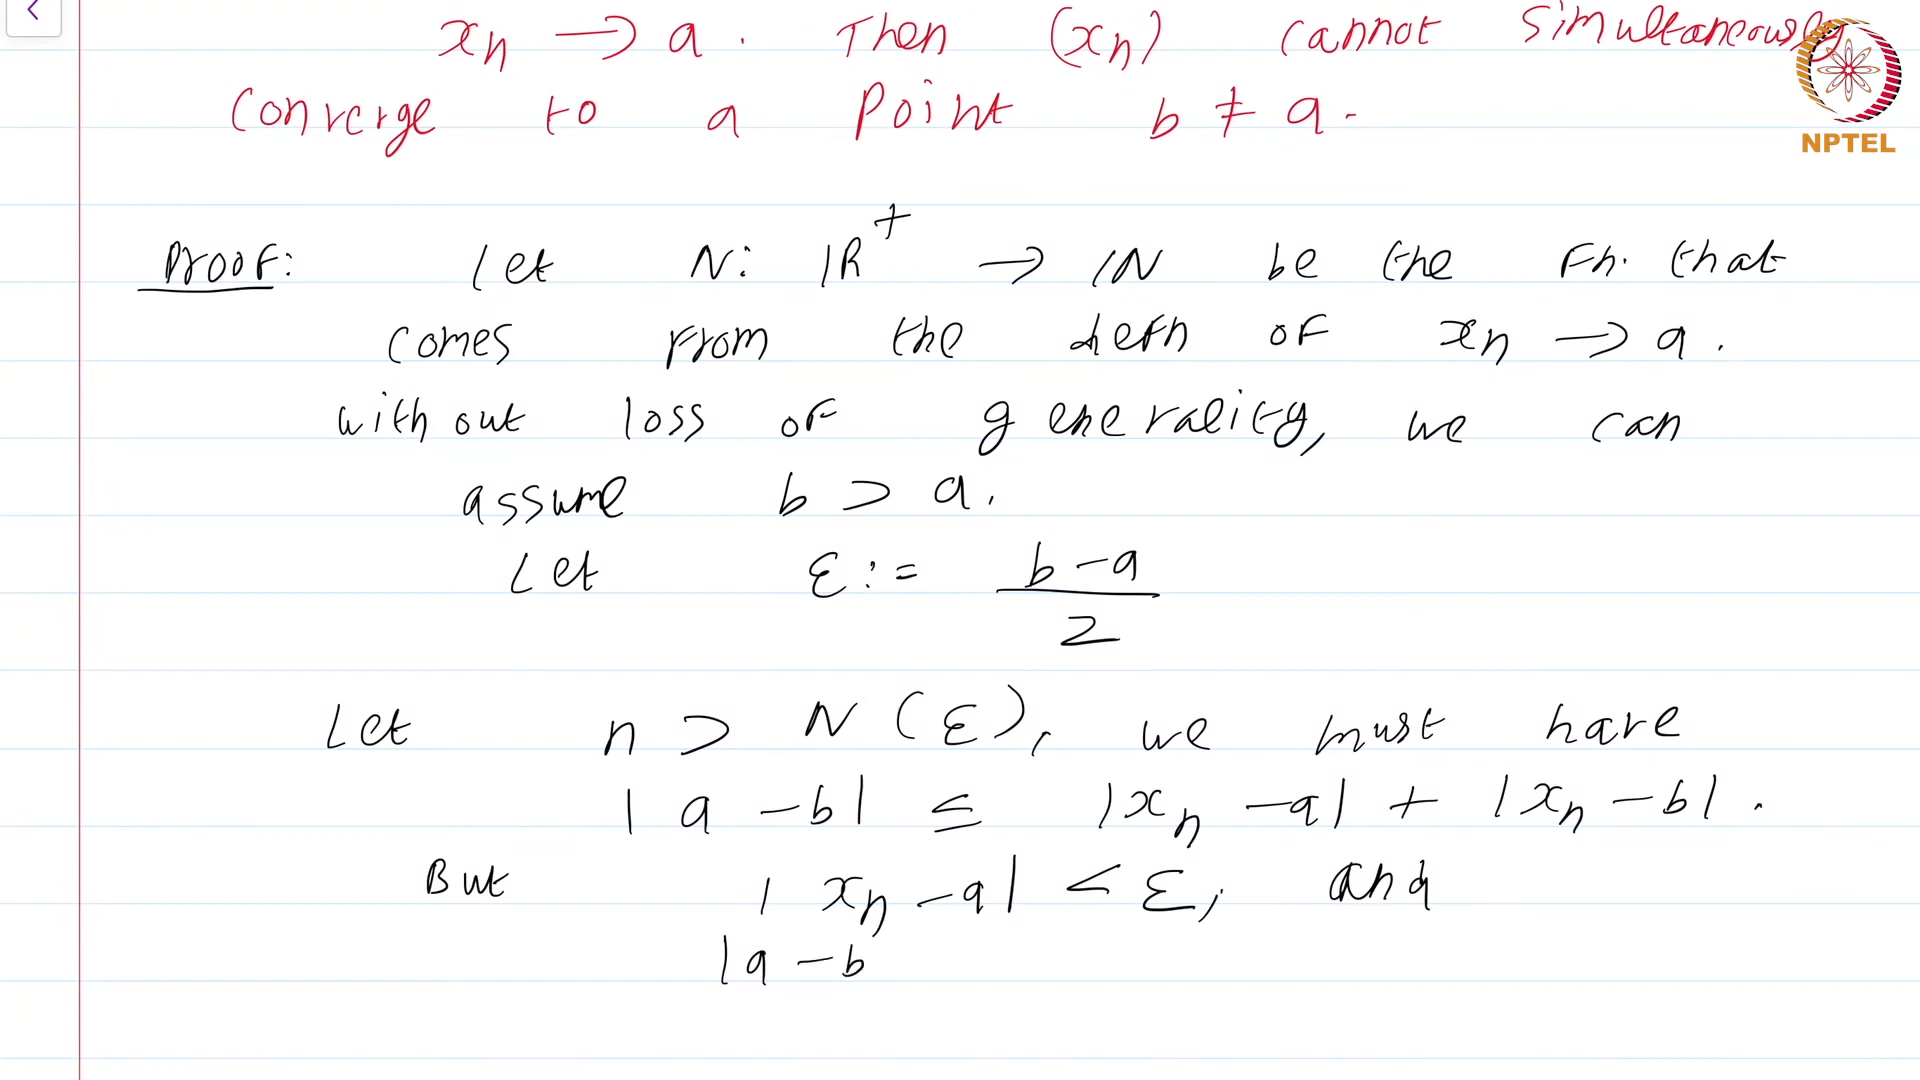 xₙ → a. Then (xₙ) cannot simultaneously
converge to a point b ≠ a.
NPTEL
Proof: Let N: ℝ⁺ → ℕ be the Fn. that
comes from the defn of xₙ → a.
without loss of generality, we can
assume b > a.
Let ε := (b - a)/2
Let n > N(ε), we must have
|a - b| ≤ |xₙ - a| + |xₙ - b|.
But |xₙ - a| < ε, and
|a - b